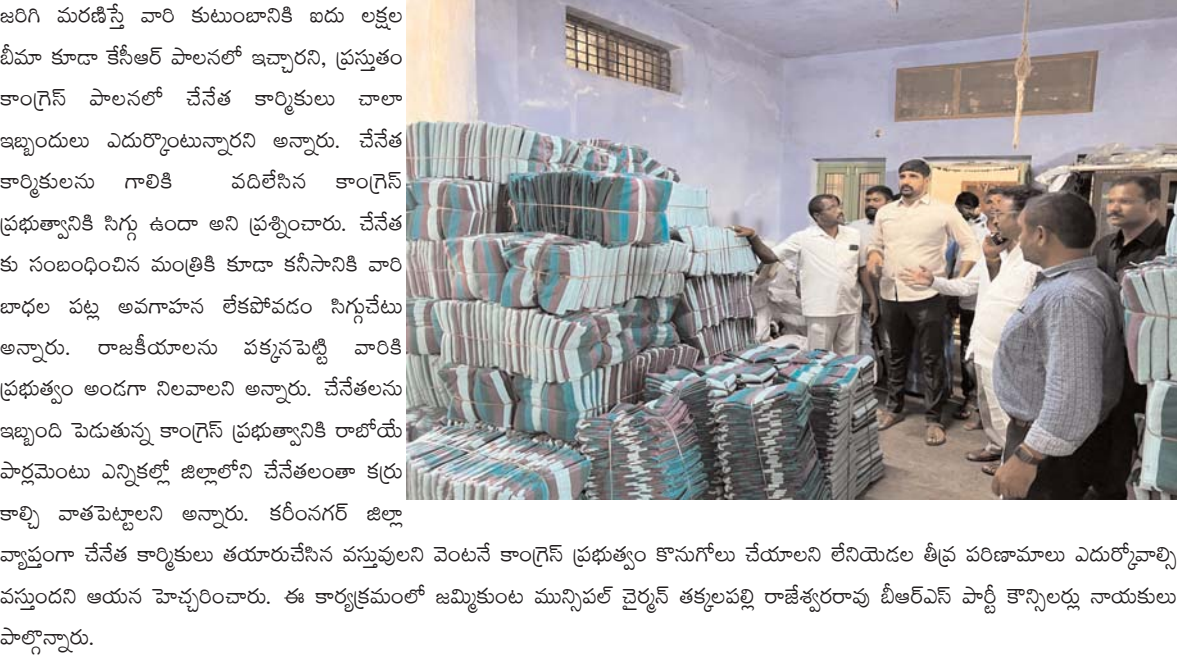 జరిగి మరణిస్తే వారి కుటుంబానికి ఐదు లక్షల
బీమా కూడా కేసీఆర్ పాలనలో ఇచ్చారని, ప్రస్తుతం
కాంగ్రెస్ పాలనలో చేనేత కార్మికులు చాలా
ఇబ్బందులు ఎదుర్కొంటున్నారని అన్నారు. చేనేత
కార్మికులను గాలికి వదిలేసిన కాంగ్రెస్
ప్రభుత్వానికి సిగ్గు ఉందా అని ప్రశ్నించారు. చేనేత
కు సంబంధించిన మంత్రికి కూడా కనీసానికి వారి
బాధల పట్ల అవగాహన లేకపోవడం సిగ్గుచేటు
అన్నారు. రాజకీయాలను పక్కనపెట్టి వారికి
ప్రభుత్వం అండగా నిలవాలని అన్నారు. చేనేతలను
ఇబ్బంది పెడుతున్న కాంగ్రెస్ ప్రభుత్వానికి రాబోయే
పార్లమెంటు ఎన్నికల్లో జిల్లాలోని చేనేతలంతా కర్రు
కాల్చి వాతపెట్టాలని అన్నారు. కరీంనగర్ జిల్లా
వ్యాప్తంగా చేనేత కార్మికులు తయారుచేసిన వస్తువులని వెంటనే కాంగ్రెస్ ప్రభుత్వం కొనుగోలు చేయాలని లేనియెడల తీవ్ర పరిణామాలు ఎదుర్కోవాల్సి
వస్తుందని ఆయన హెచ్చరించారు. ఈ కార్యక్రమంలో జమ్మికుంట మున్సిపల్ చైర్మన్ తక్కలపల్లి రాజేశ్వరరావు బీఆర్ఎస్ పార్టీ కౌన్సిలర్లు నాయకులు
పాల్గొన్నారు.